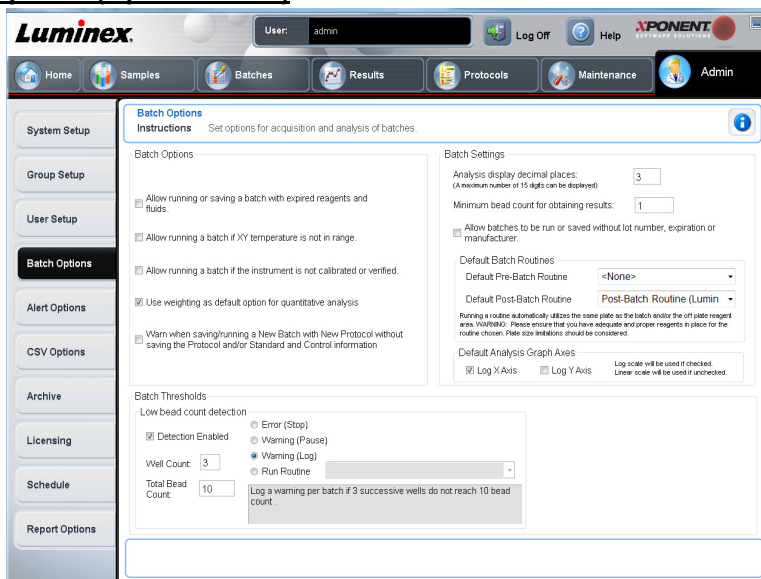 Luminex.
User: admin
Log Off
Help
XPONENT
SOFTWARE SOLUTIONS
Home
Samples
Batches
Results
Protocols
Maintenance
Admin
System Setup
Group Setup
User Setup
Batch Options
Alert Options
CSV Options
Archive
Licensing
Schedule
Report Options
Batch Options
Instructions Set options for acquisition and analysis of batches.
Batch Options
Allow running or saving a batch with expired reagents and
fluids.
Allow running a batch if XY temperature is not in range.
Allow running a batch if the instrument is not calibrated or verified.
Use weighting as default option for quantitative analysis
Warn when saving/running a New Batch with New Protocol without
saving the Protocol and/or Standard and Control information
Batch Settings
Analysis display decimal places: 3
(A maximum number of 15 digits can be displayed)
Minimum bead count for obtaining results: 1
Allow batches to be run or saved without lot number, expiration or
manufacturer.
Default Batch Routines
Default Pre-Batch Routine <None>
Default Post-Batch Routine Post-Batch Routine (Lumin
Running a routine automatically utilizes the same plate as the batch and/or the off plate reagent
area. WARNING: Please ensure that you have adequate and proper reagents in place for the
routine chosen. Plate size limitations should be considered.
Default Analysis Graph Axes
Log X Axis Log Y Axis
Log scale will be used if checked.
Linear scale will be used if unchecked.
Batch Thresholds
Low bead count detection
Detection Enabled
Well Count: 3
Total Bead
Count: 10
Error (Stop)
Warning (Pause)
Warning (Log)
Run Routine
Log a warning per batch if 3 successive wells do not reach 10 bead
count .